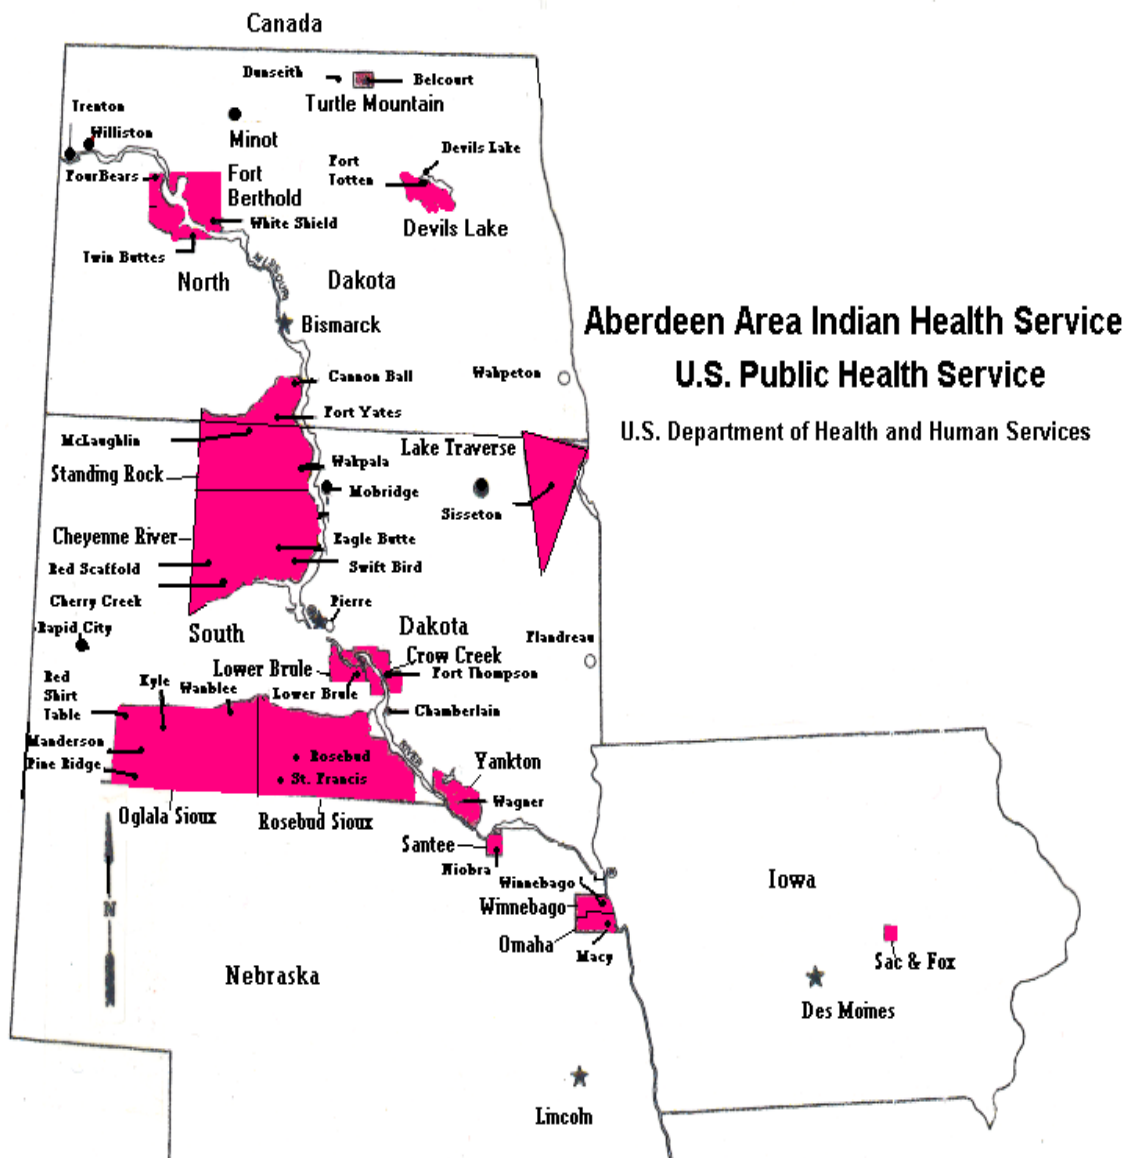 Canada
Dunseith
Belcourt
Turtle Mountain
Trenton
Williston
Minot
Devils Lake
Fort
Totten
FourBears
Fort
Berthold
White Shield
Devils Lake
Twin Buttes
North
Dakota
MISSOURI
Bismarck
Aberdeen Area Indian Health Service
U.S. Public Health Service
U.S. Department of Health and Human Services
Cannon Ball
Wahpeton
Fort Yates
McLaughlin
Lake Traverse
Standing Rock
Wakpala
Mobridge
Sisseton
Cheyenne River
Eagle Butte
Red Scaffold
Swift Bird
Cherry Creek
Pierre
Rapid City
South
Dakota
Flandreau
Crow Creek
Lower Brule
Fort Thompson
Red
Shirt
Table
Kyle
Wanblee
Lower Brule
Chamberlain
Manderson
Pine Ridge
Rosebud
St. Francis
RIVER
Yankton
Wagner
Oglala Sioux
Rosebud Sioux
Santee
Niobra
Winnebago
Winnebago
Omaha
Macy
N
Iowa
Sac & Fox
Des Moines
Nebraska
Lincoln